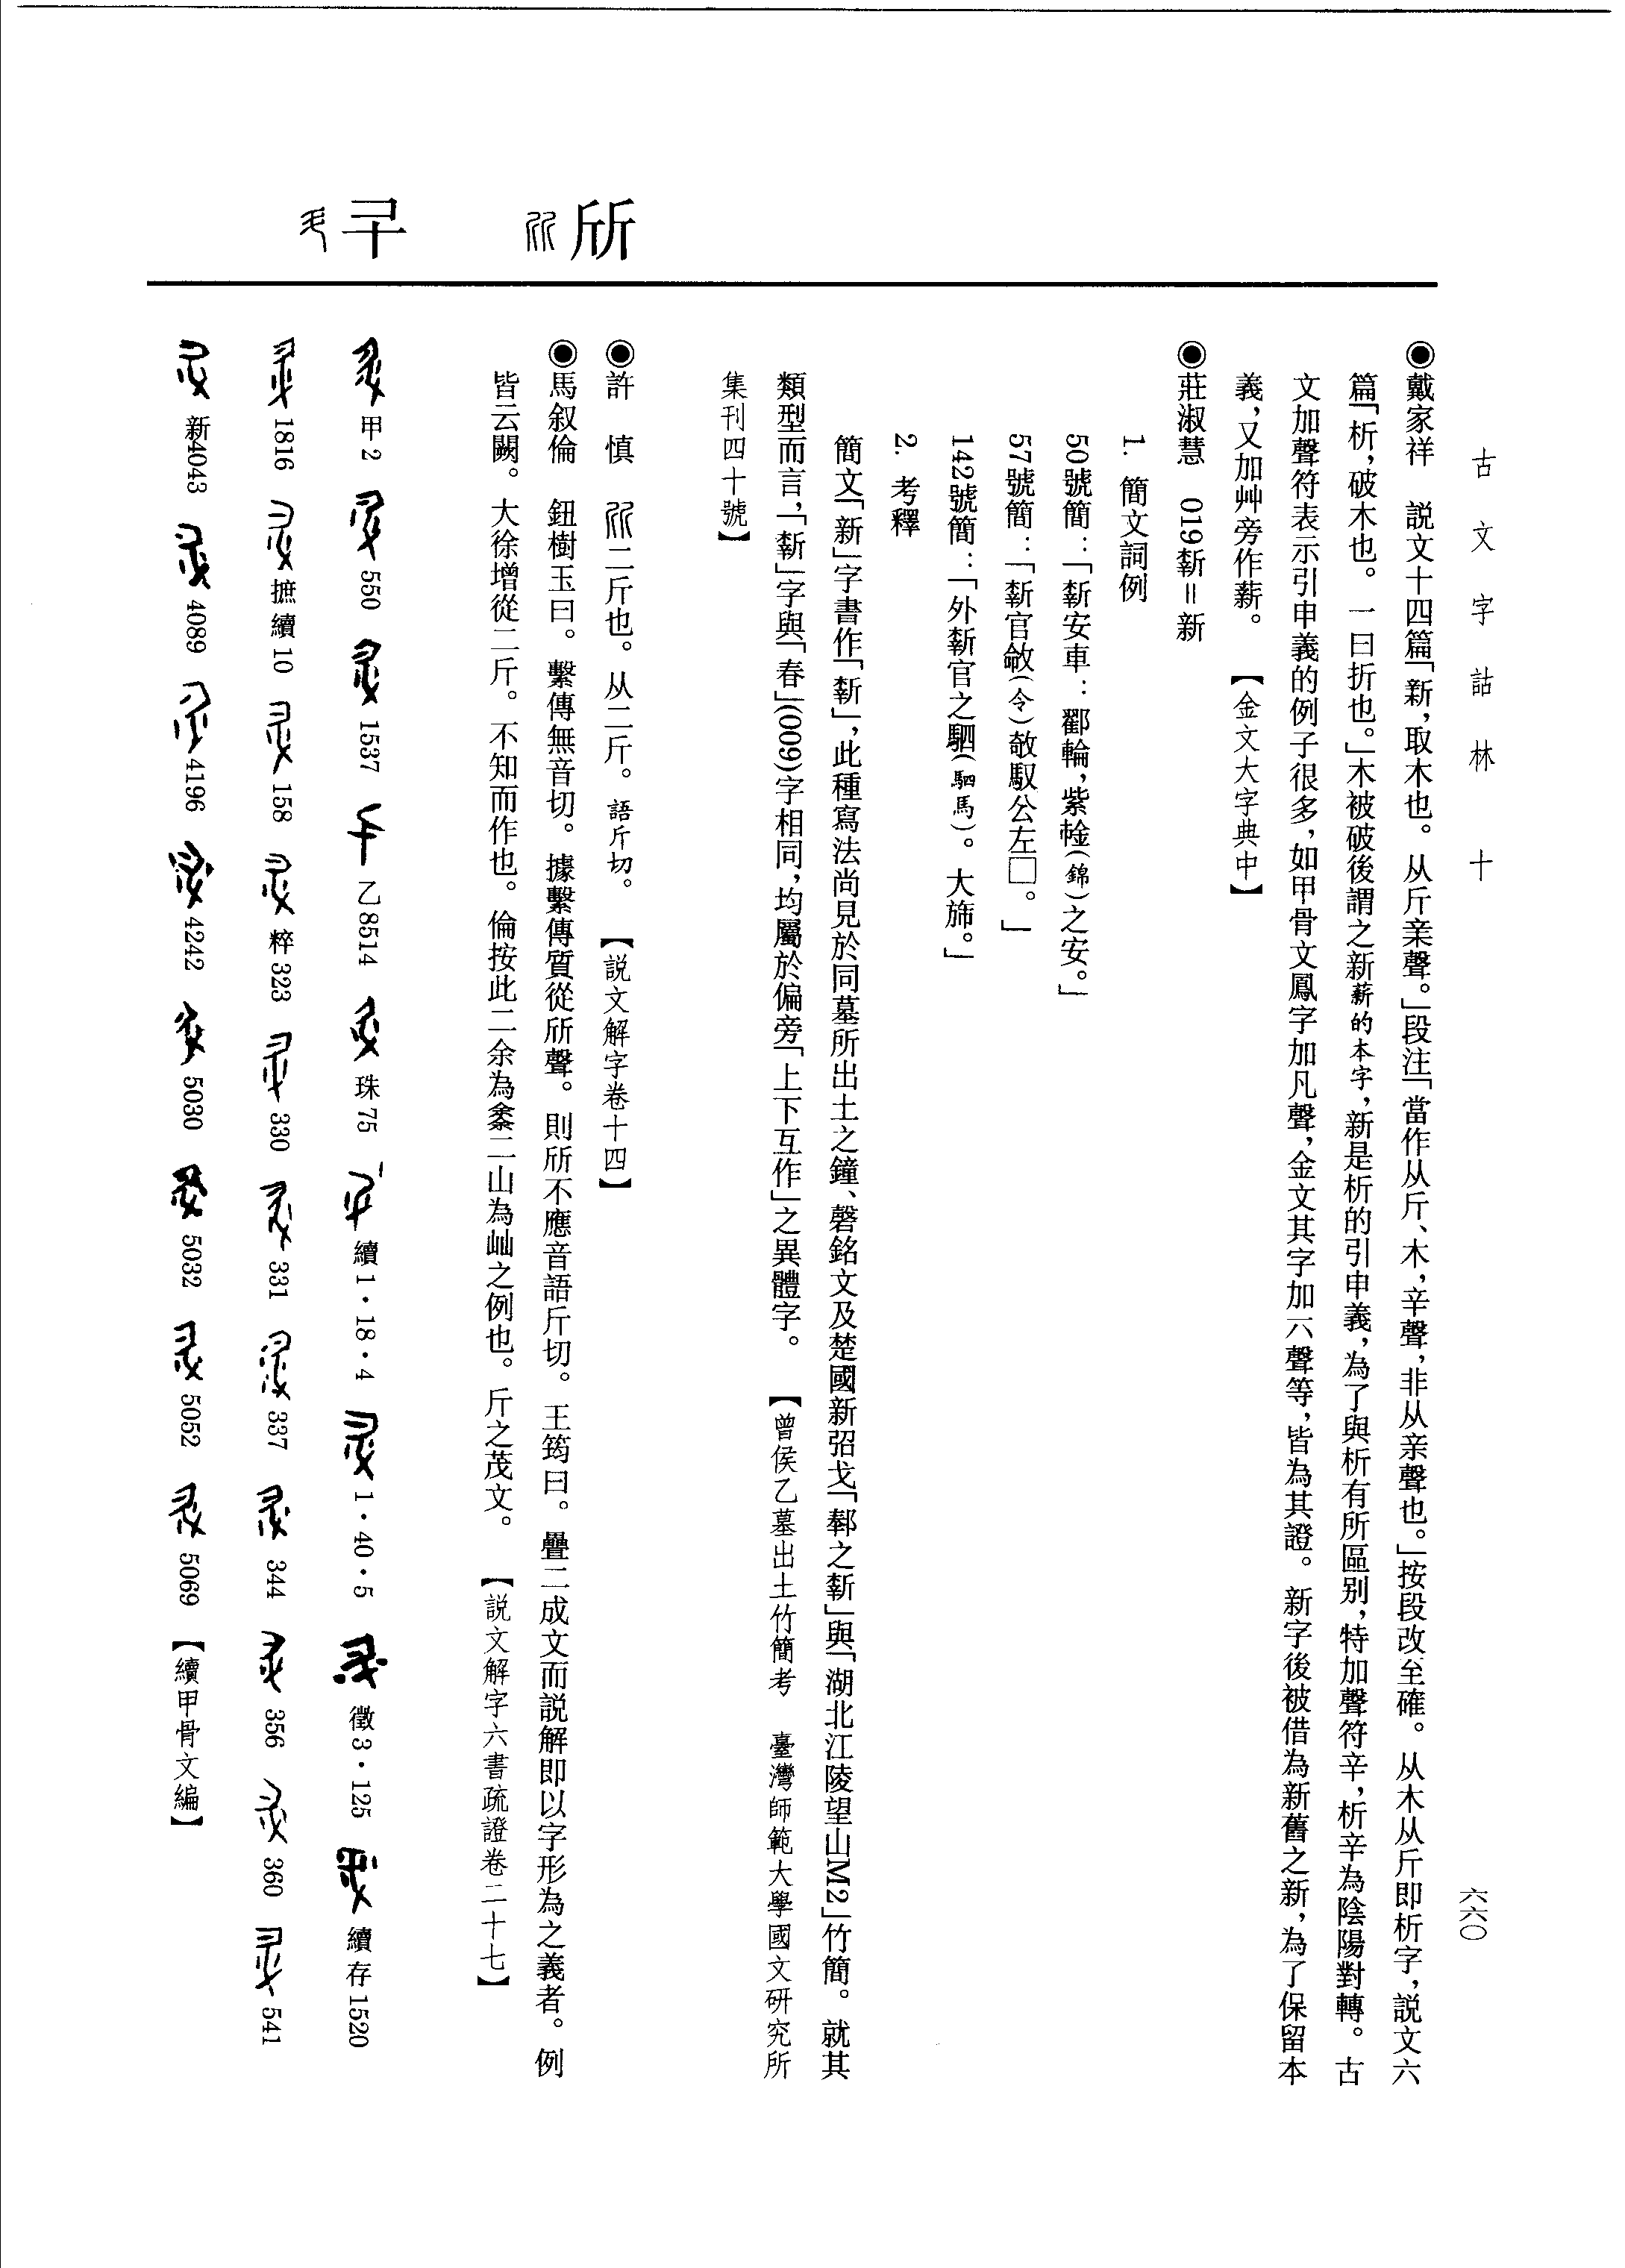 古文字詁林 十
六六〇
◉戴家祥 説文十四篇「新，取木也。从斤亲聲。」段注「當作从斤、木，辛聲，非从亲聲也。」按段改至確。从木从斤即析字，説文六
篇「析，破木也。一曰折也。」木被破後謂之新薪的本字，新是析的引申義，為了與析有所區别，特加聲符辛，析辛為陰陽對轉。古
文加聲符表示引申義的例子很多，如甲骨文鳳字加凡聲，金文其字加六聲等，皆為其證。新字後被借為新舊之新，為了保留本
義，又加艸旁作薪。【金文大字典中】
◉莊淑慧 019新＝新
1. 簡文詞例
50號簡：「新安車：鄿輪，紫㡋(錦)之安。」
57號簡：「新官敘(令)敬馭公左□。」
142號簡：「外新官之駟(駟馬)。大斾。」
2. 考釋
簡文「新」字書作「新」，此種寫法尚見於同墓所出土之鐘、磬銘文及楚國新弨戈「之新」與「湖北江陵望山M2」竹簡。就其
類型而言，「新」字與「春」(009)字相同，均屬於偏旁「上下互作」之異體字。【曾侯乙墓出土竹簡考 臺灣師範大學國文研究所
集刊四十號】
斦
◉許 慎 二斤也。从二斤。語斤切。【説文解字卷十四】
◉馬叙倫 鈕樹玉曰。繫傳無音切。據繫傳質從斦聲。則斦不應音語斤切。王筠曰。疊二成文而説解即以字形為之義者。例
皆云闕。大徐增從二斤。不知而作也。倫按此二余為𠎳二山為屾之例也。斤之茂文。【説文解字六書疏證卷二十七】
甲2 550 1537 乙8514 珠75 續1·18·4 1·40·5 徵3·125 續存1520
1816 摭續10 158 粹323 330 331 337 344 356 360 541
新4043 4089 4196 4242 5030 5032 5052 5069 【續甲骨文編】